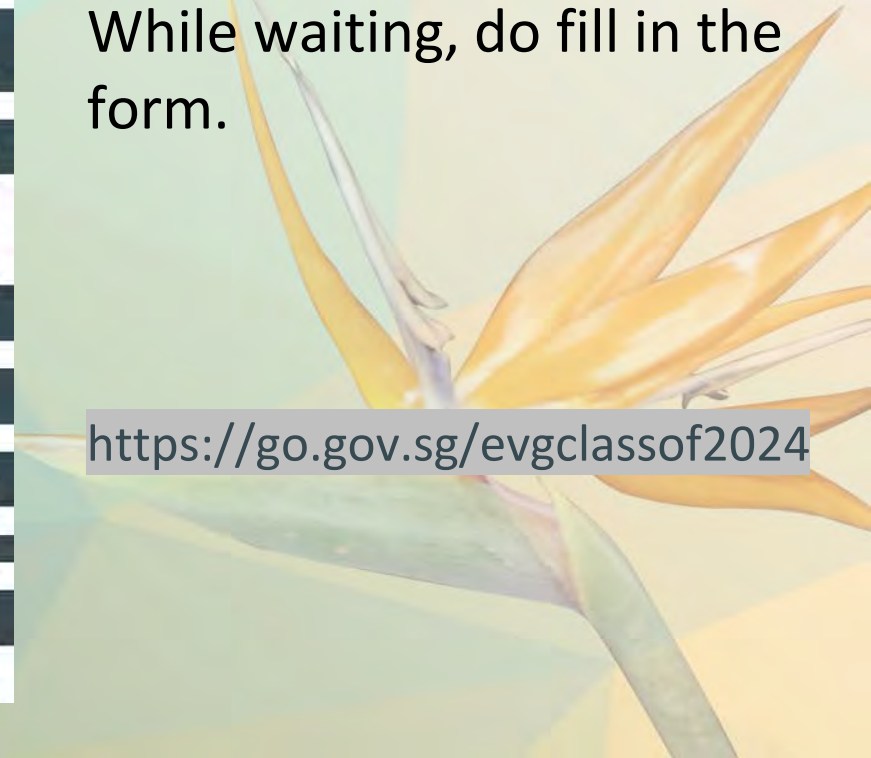 While waiting, do fill in the
form.
https://go.gov.sg/evgclassof2024